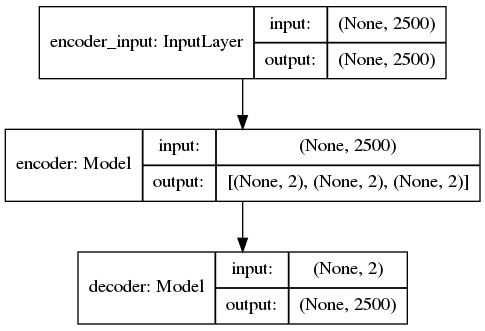 encoder_input: InputLayer
input:
(None, 2500)
output:
(None, 2500)
encoder: Model
input:
(None, 2500)
output:
[(None, 2), (None, 2), (None, 2)]
decoder: Model
input:
(None, 2)
output:
(None, 2500)